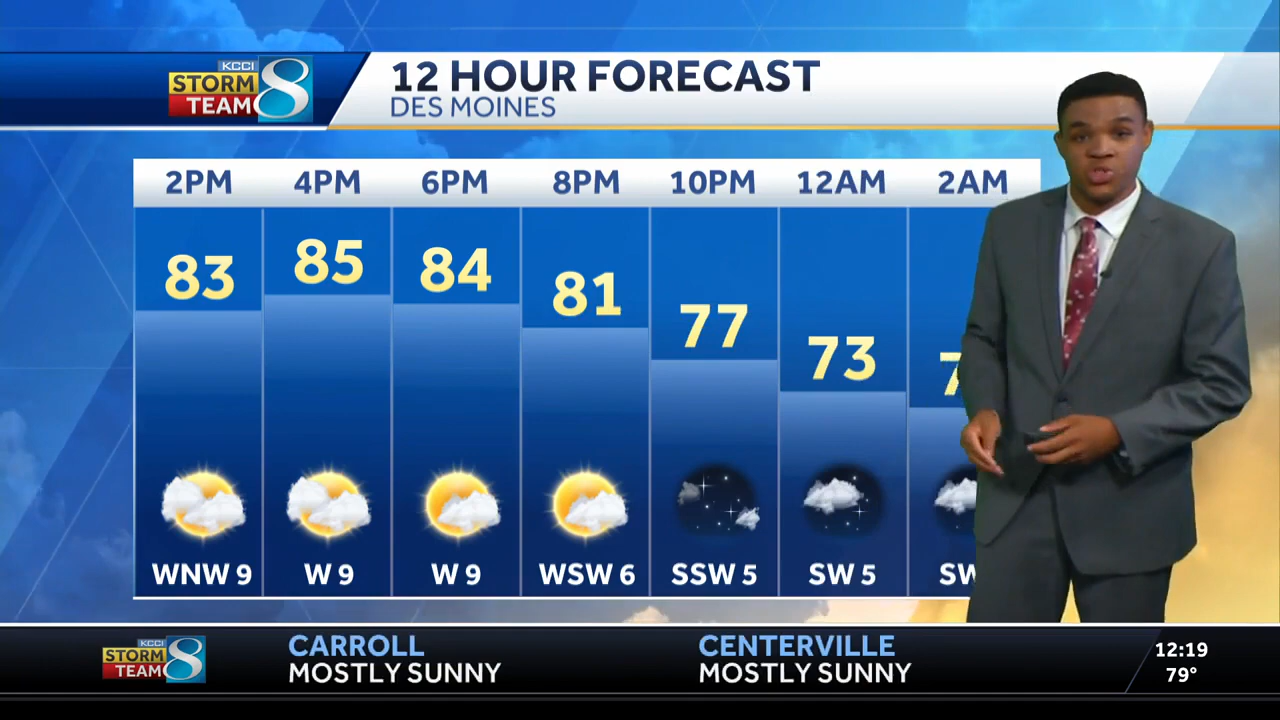 KCCI
STORM
TEAM 8
12 HOUR FORECAST
DES MOINES
2PM 4PM 6PM 8PM 10PM 12AM 2AM
83 85 84 81 77 73
WNW 9 W 9 W 9 WSW 6 SSW 5 SW 5 SW
KCCI
STORM
TEAM 8
CARROLL
MOSTLY SUNNY
CENTERVILLE
MOSTLY SUNNY
12:19
79°